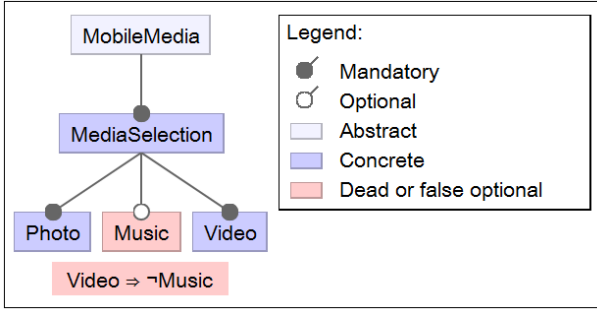 MobileMedia
MediaSelection
Photo Music Video
Video ⇒ ¬Music
Legend:
Mandatory
Optional
Abstract
Concrete
Dead or false optional